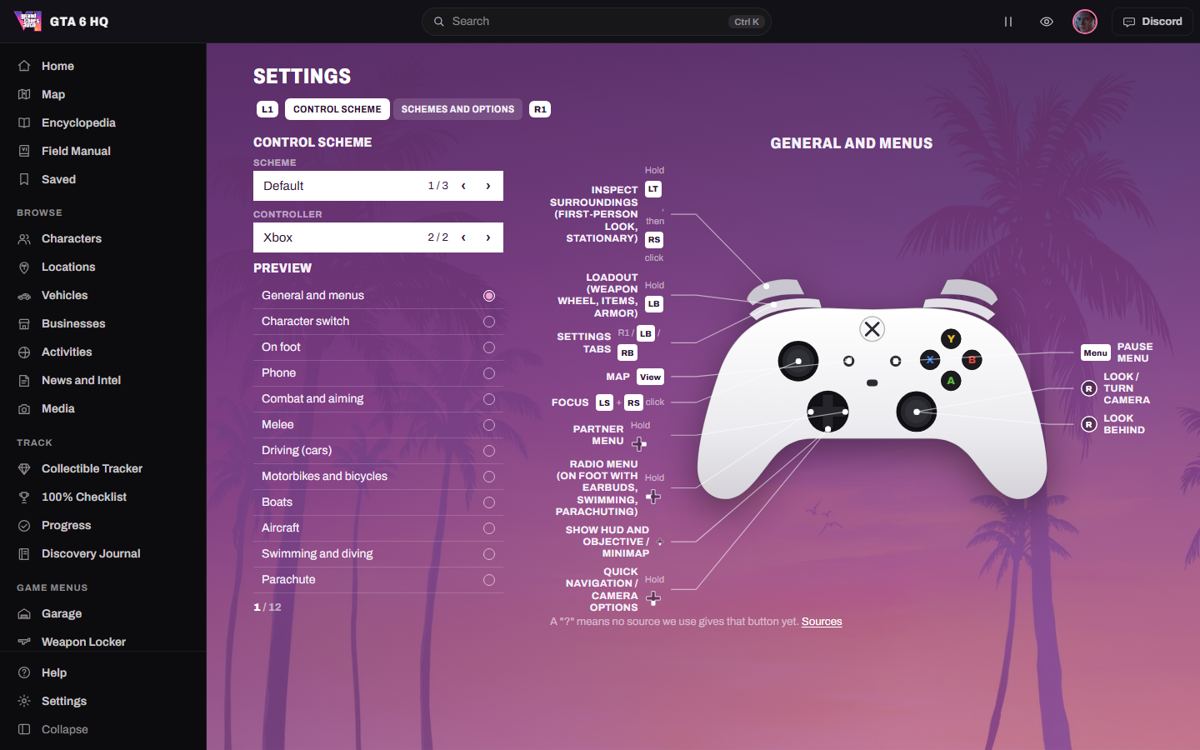 GTA 6 HQ
Search
Ctrl K
Discord
Home
Map
Encyclopedia
Field Manual
Saved
BROWSE
Characters
Locations
Vehicles
Businesses
Activities
News and Intel
Media
TRACK
Collectible Tracker
100% Checklist
Progress
Discovery Journal
GAME MENUS
Garage
Weapon Locker
Help
Settings
Collapse
SETTINGS
L1 CONTROL SCHEME SCHEMES AND OPTIONS R1
CONTROL SCHEME
SCHEME
Default 1 / 3 ‹ ›
CONTROLLER
Xbox 2 / 2 ‹ ›
PREVIEW
General and menus
Character switch
On foot
Phone
Combat and aiming
Melee
Driving (cars)
Motorbikes and bicycles
Boats
Aircraft
Swimming and diving
Parachute
1 / 12
GENERAL AND MENUS
INSPECT
SURROUNDINGS
(FIRST-PERSON
LOOK,
STATIONARY)
Hold
LT
,
then
RS
click
LOADOUT
(WEAPON
WHEEL, ITEMS,
ARMOR)
Hold
LB
SETTINGS
TABS
R1 / LB /
RB
MAP View
FOCUS LS + RS click
PARTNER
MENU
Hold
RADIO MENU
(ON FOOT WITH
EARBUDS,
SWIMMING,
PARACHUTING)
Hold
SHOW HUD AND
OBJECTIVE /
MINIMAP
QUICK
NAVIGATION /
CAMERA
OPTIONS
Hold
Y
X
B
A
Menu PAUSE
MENU
R LOOK /
TURN
CAMERA
R LOOK
BEHIND
A "?" means no source we use gives that button yet. Sources